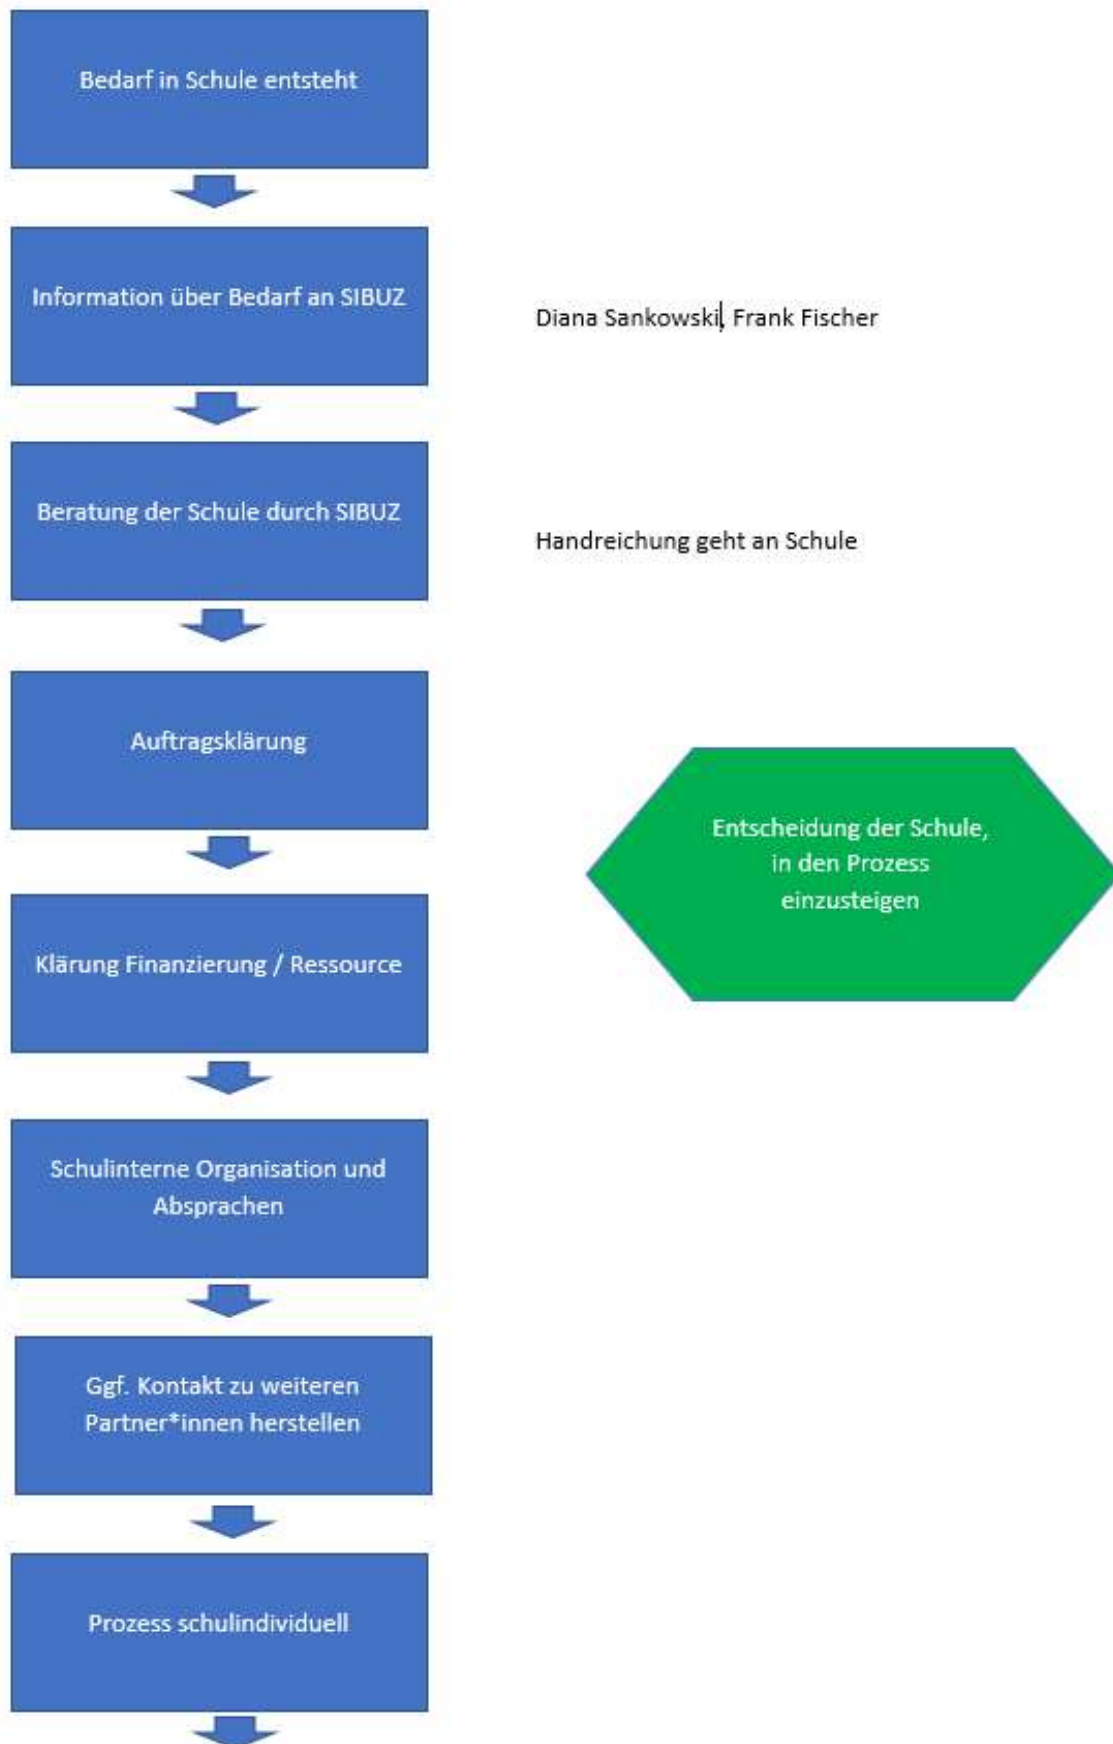 Bedarf in Schule entsteht
Information über Bedarf an SIBUZ
Diana Sankowski, Frank Fischer
Beratung der Schule durch SIBUZ
Handreichung geht an Schule
Auftragsklärung
Entscheidung der Schule,
in den Prozess
einzusteigen
Klärung Finanzierung / Ressource
Schulinterne Organisation und
Absprachen
Ggf. Kontakt zu weiteren
Partner*innen herstellen
Prozess schulindividuell